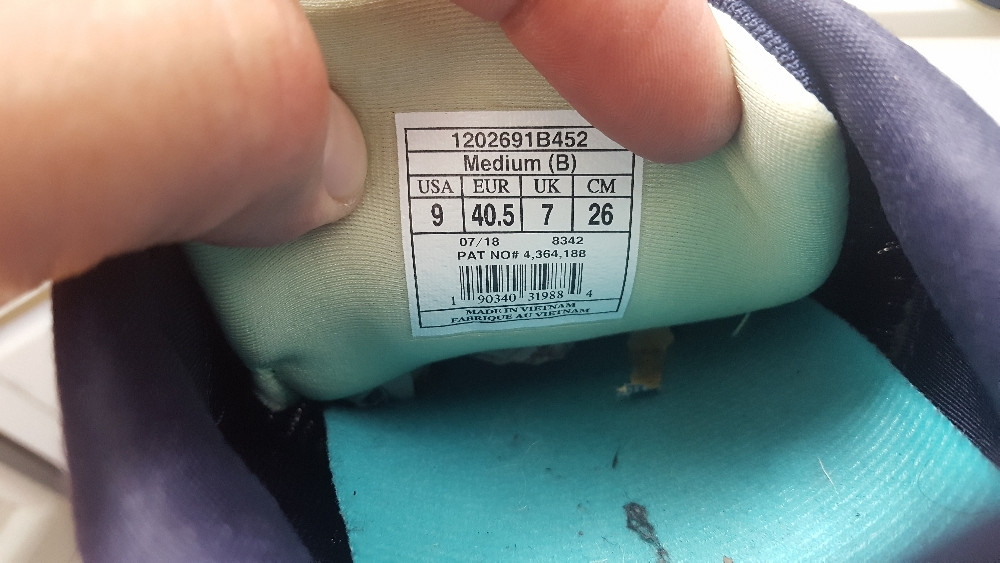 1202691B452
Medium (B)
USA EUR UK CM
9 40.5 7 26
07/18 8342
PAT NO# 4,364,188
1 90340 31988 4
MADE IN VIETNAM
FABRIQUE AU VIETNAM